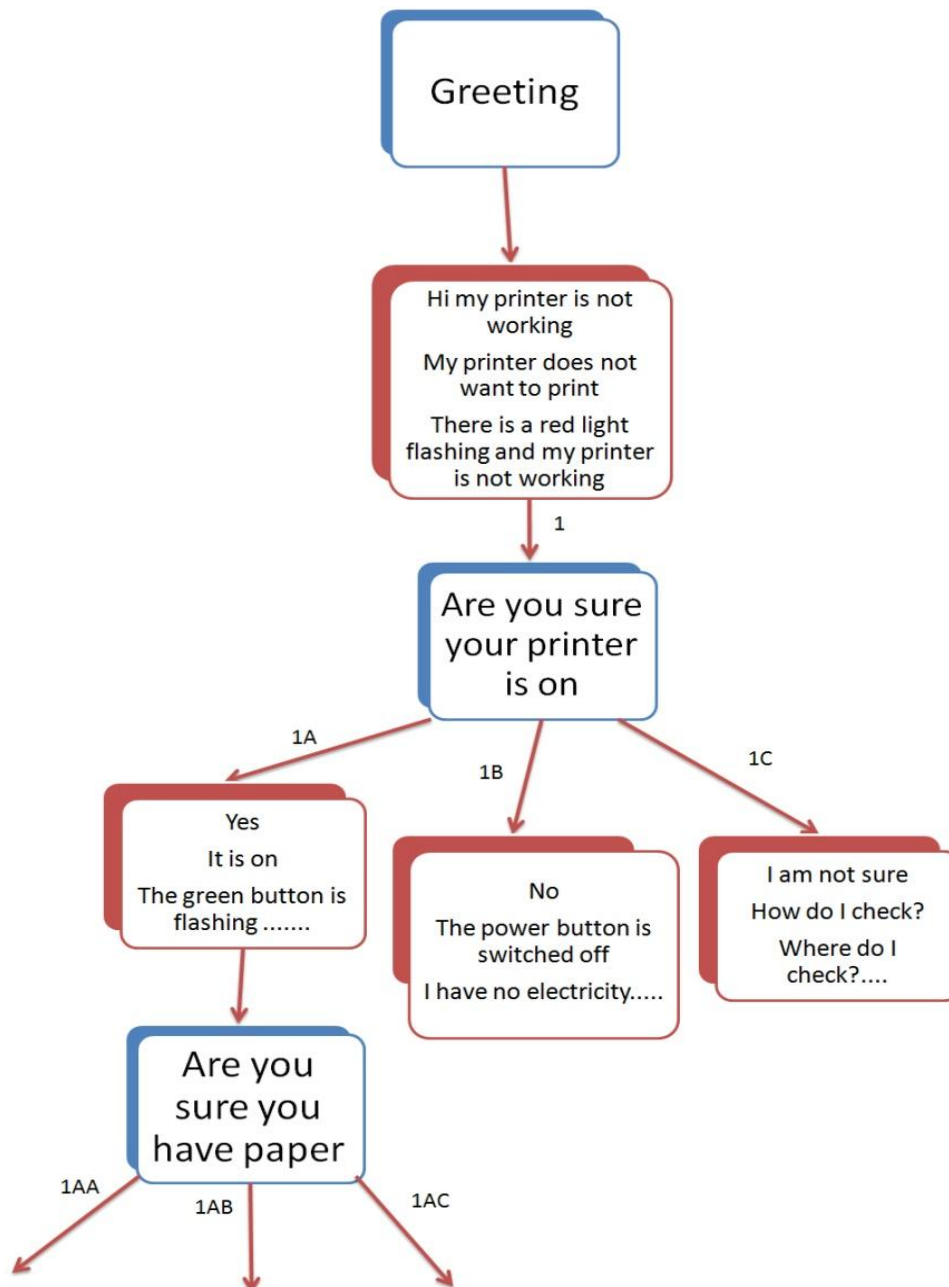 Greeting
Hi my printer is not
working
My printer does not
want to print
There is a red light
flashing and my printer
is not working
1
Are you sure
your printer
is on
1A
1B
1C
Yes
It is on
The green button is
flashing .......
No
The power button is
switched off
I have no electricity.....
I am not sure
How do I check?
Where do I
check?....
Are you
sure you
have paper
1AA
1AB
1AC